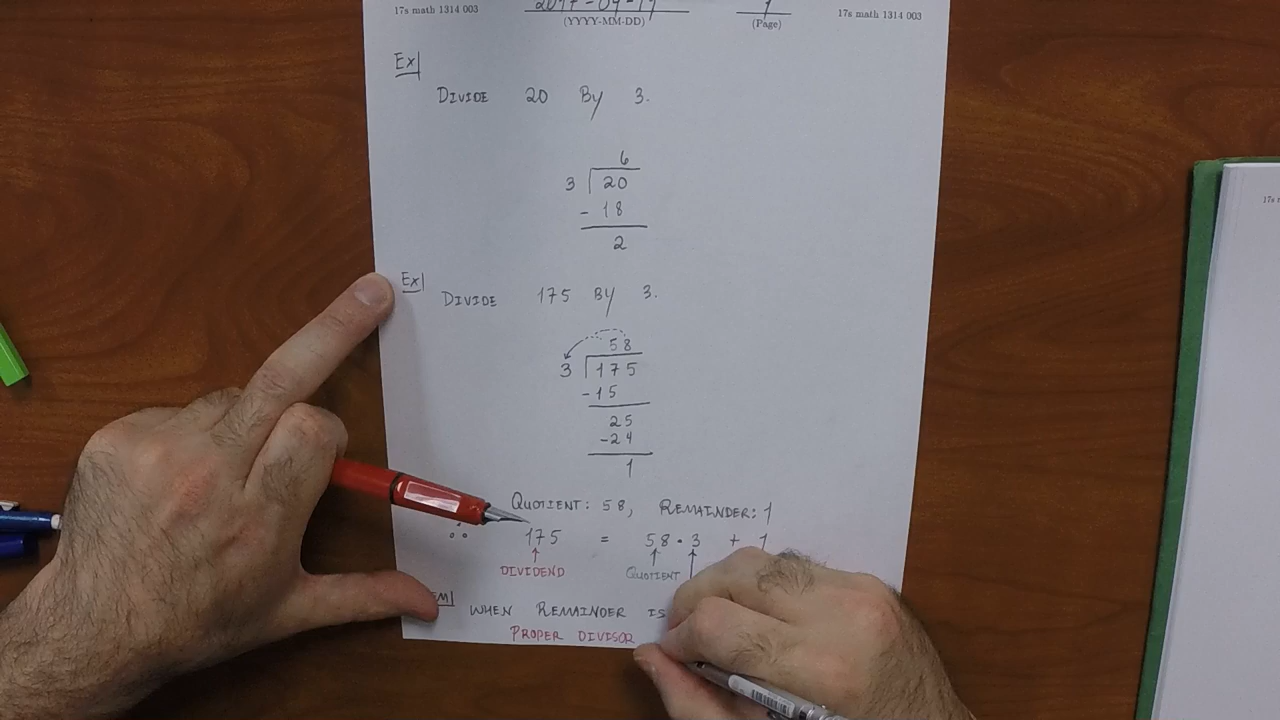 17s math 1314 003
17s math 1314 003
(YYYY-MM-DD)
(Page)
Ex
DIVIDE 20 By 3.
6
3 20
- 18
2
Ex
DIVIDE 175 BY 3.
58
3 175
-15
25
-24
1
QUOTIENT: 58, REMAINDER: 1
∴ 175 = 58 · 3 + 1
DIVIDEND QUOTIENT
WHEN REMAINDER IS
PROPER DIVISOR